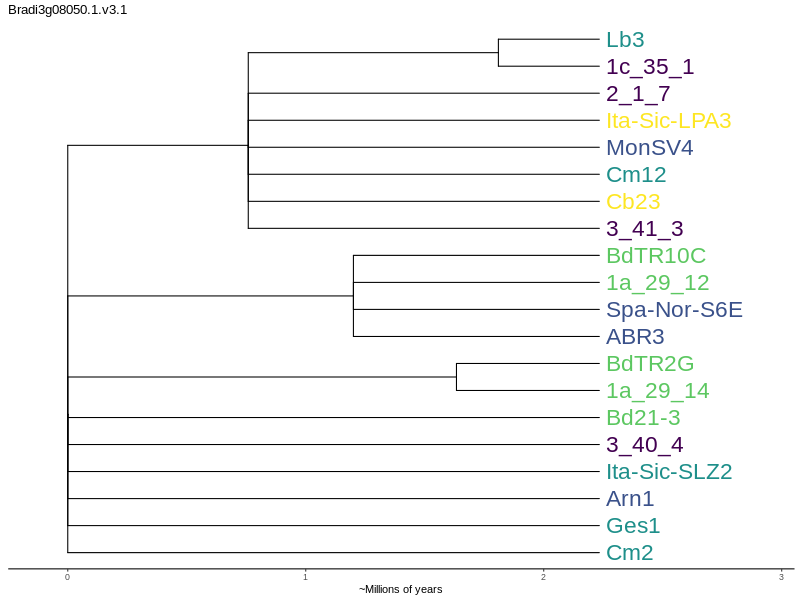 Bradi3g08050.1.v3.1
Lb3
1c_35_1
2_1_7
Ita-Sic-LPA3
MonSV4
Cm12
Cb23
3_41_3
BdTR10C
1a_29_12
Spa-Nor-S6E
ABR3
BdTR2G
1a_29_14
Bd21-3
3_40_4
Ita-Sic-SLZ2
Arn1
Ges1
Cm2
0 1 2 3
~Millions of years